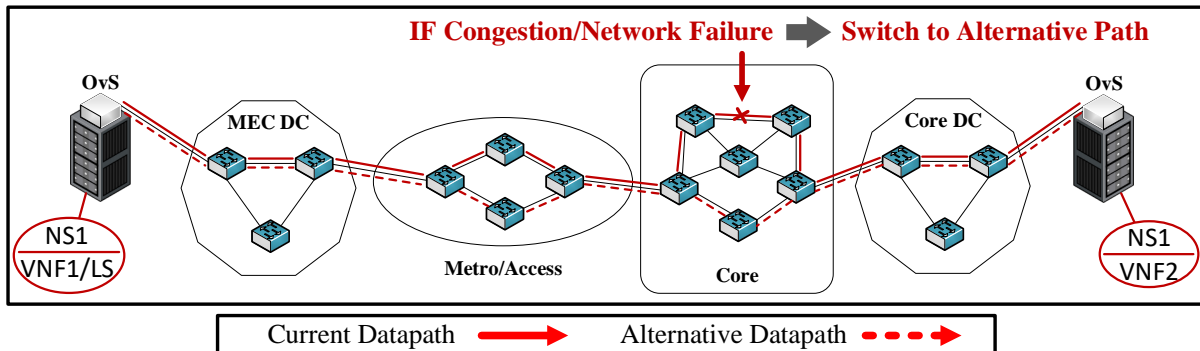 IF Congestion/Network Failure Switch to Alternative Path
OvS
OvS
MEC DC
Core DC
NS1
VNF1/LS
Metro/Access
Core
NS1
VNF2
Current Datapath
Alternative Datapath